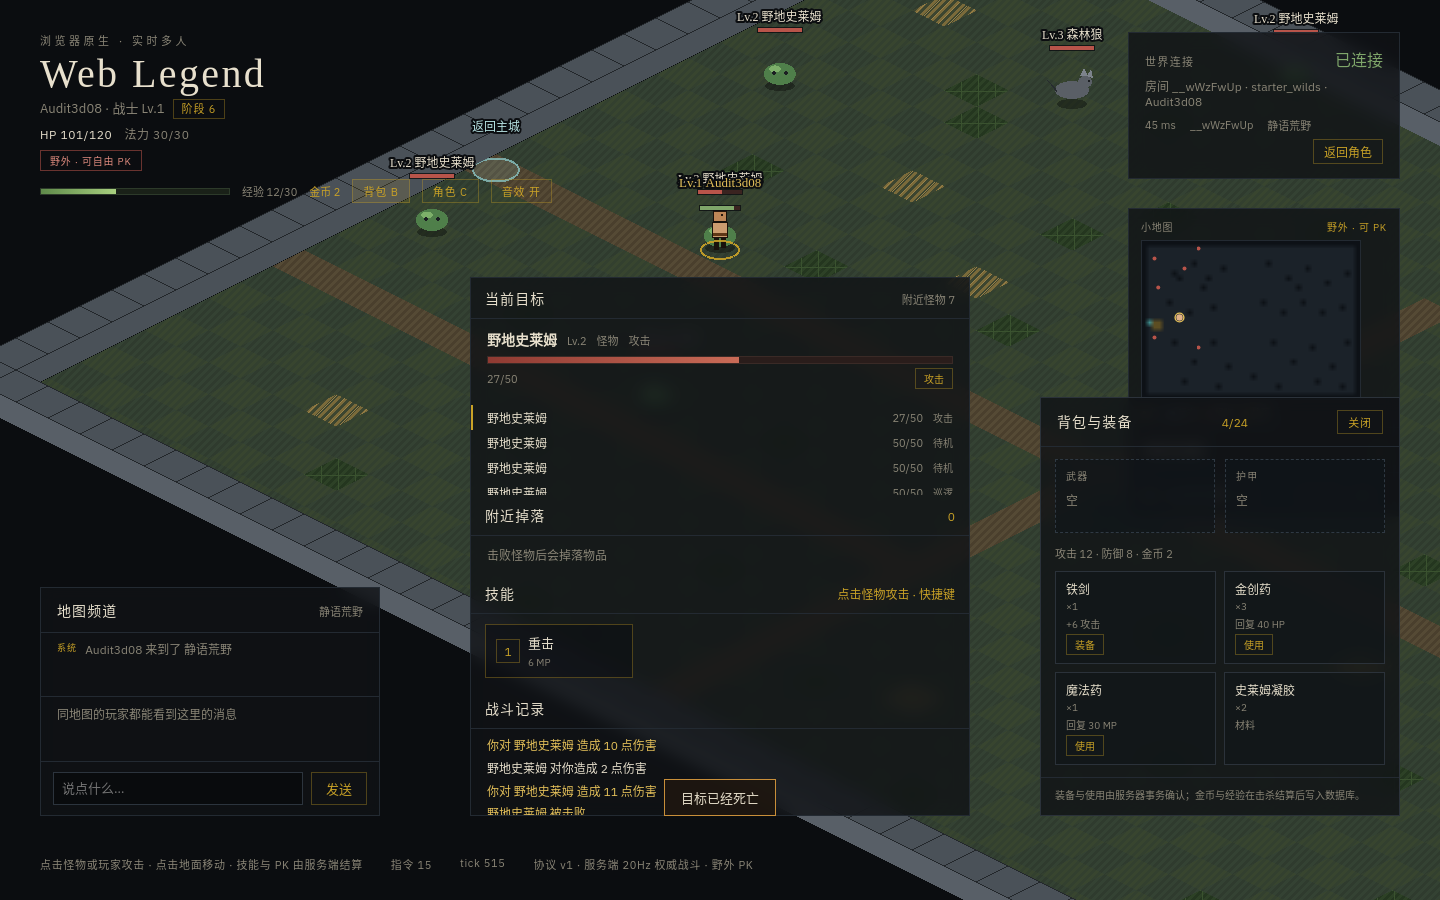 浏览器原生 · 实时多人
Web Legend
Audit3d08 · 战士 Lv.1 阶段 6
HP 101/120 法力 30/30
野外 · 可自由 PK
经验 12/30 金币 2 背包 B 角色 C 音效 开
Lv.2 野地史莱姆
Lv.3 森林狼
Lv.2 野地史莱姆
返回主城
Lv.2 野地史莱姆
Lv.1 Audit3d08
世界连接 已连接
房间 __wWzFwUp · starter_wilds ·
Audit3d08
45 ms __wWzFwUp 静语荒野
返回角色
小地图 野外 · 可 PK
当前目标 附近怪物 7
野地史莱姆 Lv.2 怪物 攻击
27/50 攻击
野地史莱姆 27/50 攻击
野地史莱姆 50/50 待机
野地史莱姆 50/50 待机
野地史莱姆 50/50 巡逻
附近掉落 0
击败怪物后会掉落物品
技能 点击怪物攻击 · 快捷键
1 重击
6 MP
战斗记录
你对 野地史莱姆 造成 10 点伤害
野地史莱姆 对你造成 2 点伤害
你对 野地史莱姆 造成 11 点伤害
野地史莱姆 被击败
目标已经死亡
背包与装备 4/24 关闭
武器
空
护甲
空
攻击 12 · 防御 8 · 金币 2
铁剑
×1
+6 攻击
装备
金创药
×3
回复 40 HP
使用
魔法药
×1
回复 30 MP
使用
史莱姆凝胶
×2
材料
装备与使用由服务器事务确认；金币与经验在击杀结算后写入数据库。
地图频道 静语荒野
系统 Audit3d08 来到了 静语荒野
同地图的玩家都能看到这里的消息
说点什么... 发送
点击怪物或玩家攻击 · 点击地面移动 · 技能与 PK 由服务端结算 指令 15 tick 515 协议 v1 · 服务端 20Hz 权威战斗 · 野外 PK